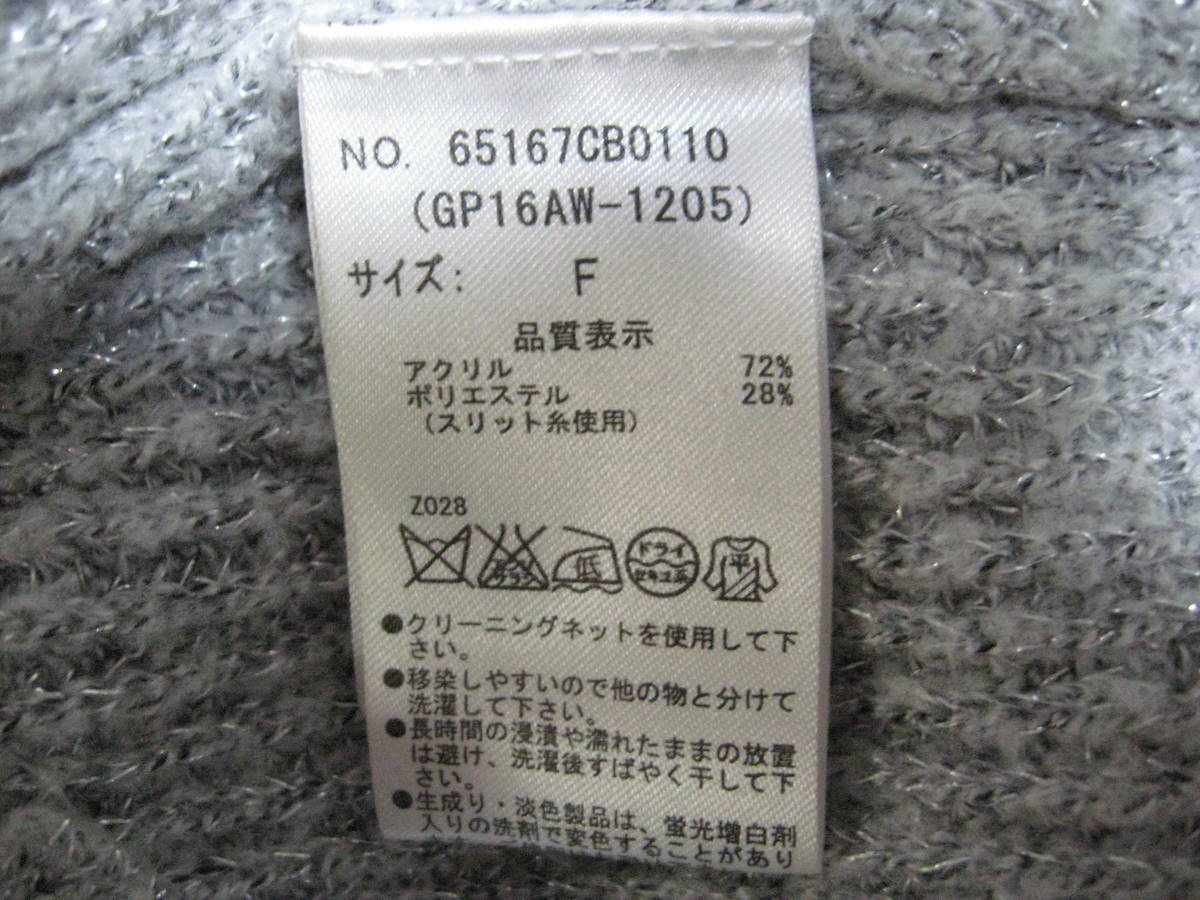 NO. 65167CB0110
(GP16AW-1205)
サイズ: F
品質表示
アクリル 72%
ポリエステル 28%
(スリット糸使用)
Z028
低 ドライ 平
セキユ系
●クリーニングネットを使用して下
さい。
●移染しやすいので他の物と分けて
洗濯して下さい。
●長時間の浸漬や濡れたままの放置
は避け、洗濯後すばやく干して下
さい。
●生成り・淡色製品は、蛍光増白剤
入りの洗剤で変色することがあり